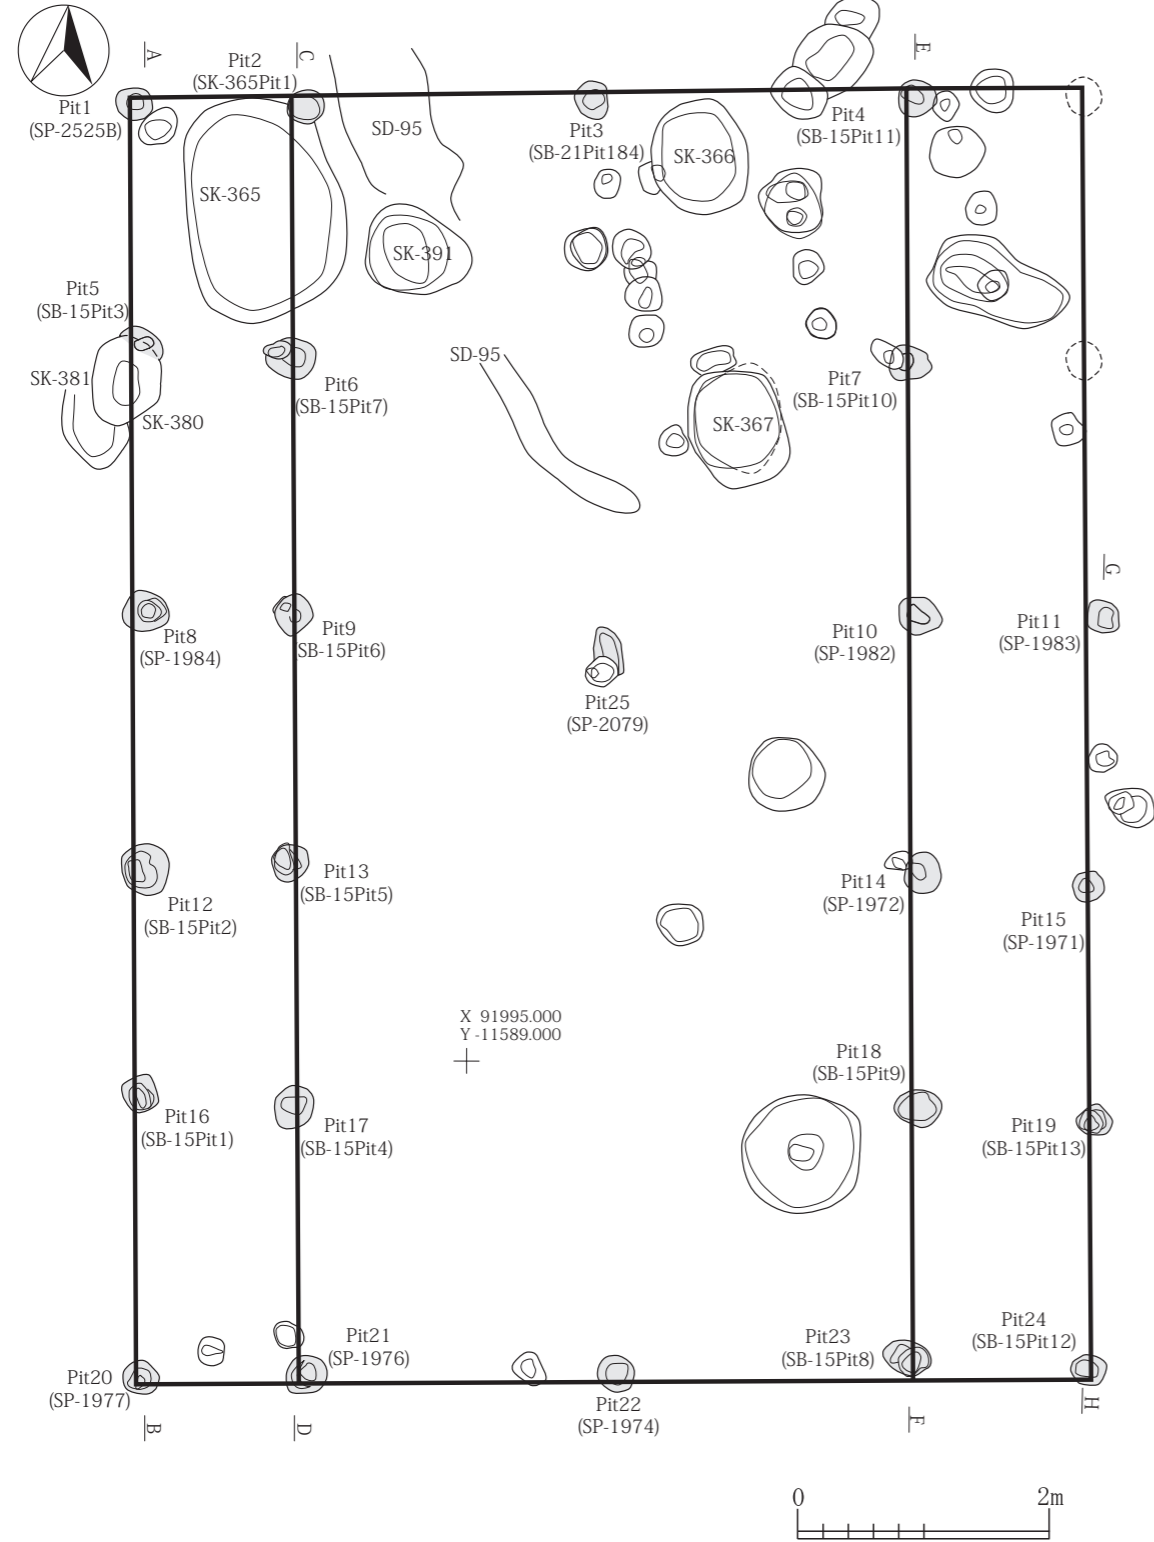 A
C
E
Pit2
(SK-365Pit1)
Pit1
(SP-2525B)
SD-95
Pit3
(SB-21Pit184)
SK-366
Pit4
(SB-15Pit11)
SK-365
SK-391
Pit5
(SB-15Pit3)
SD-95
SK-381
SK-380
Pit6
(SB-15Pit7)
Pit7
(SB-15Pit10)
SK-367
G
Pit8
(SP-1984)
Pit9
(SB-15Pit6)
Pit10
(SP-1982)
Pit11
(SP-1983)
Pit25
(SP-2079)
Pit12
(SB-15Pit2)
Pit13
(SB-15Pit5)
Pit14
(SP-1972)
Pit15
(SP-1971)
X 91995.000
Y -11589.000
Pit18
(SB-15Pit9)
Pit16
(SB-15Pit1)
Pit17
(SB-15Pit4)
Pit19
(SB-15Pit13)
Pit20
(SP-1977)
Pit21
(SP-1976)
Pit22
(SP-1974)
Pit23
(SB-15Pit8)
Pit24
(SB-15Pit12)
B
D
F
H
0 2m